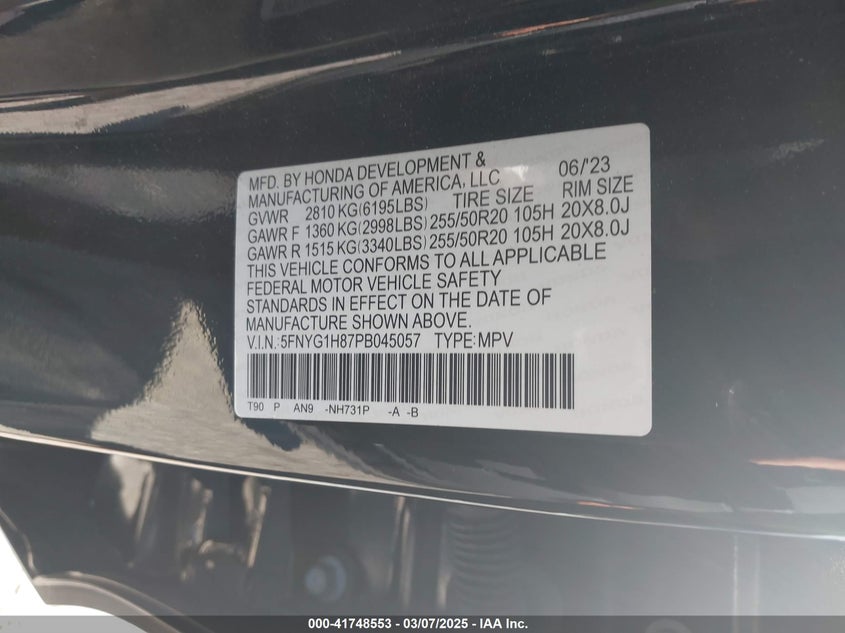 MFD. BY HONDA DEVELOPMENT & 06/'23
MANUFACTURING OF AMERICA, LLC
GVWR 2810 KG(6195LBS) TIRE SIZE RIM SIZE
GAWR F 1360 KG(2998LBS) 255/50R20 105H 20X8.0J
GAWR R 1515 KG(3340LBS) 255/50R20 105H 20X8.0J
THIS VEHICLE CONFORMS TO ALL APPLICABLE
FEDERAL MOTOR VEHICLE SAFETY
STANDARDS IN EFFECT ON THE DATE OF
MANUFACTURE SHOWN ABOVE.
V.I.N.: 5FNYG1H87PB045057 TYPE: MPV
T90 P AN9 -NH731P -A -B
000-41748553 — 03/07/2025 — IAA Inc.